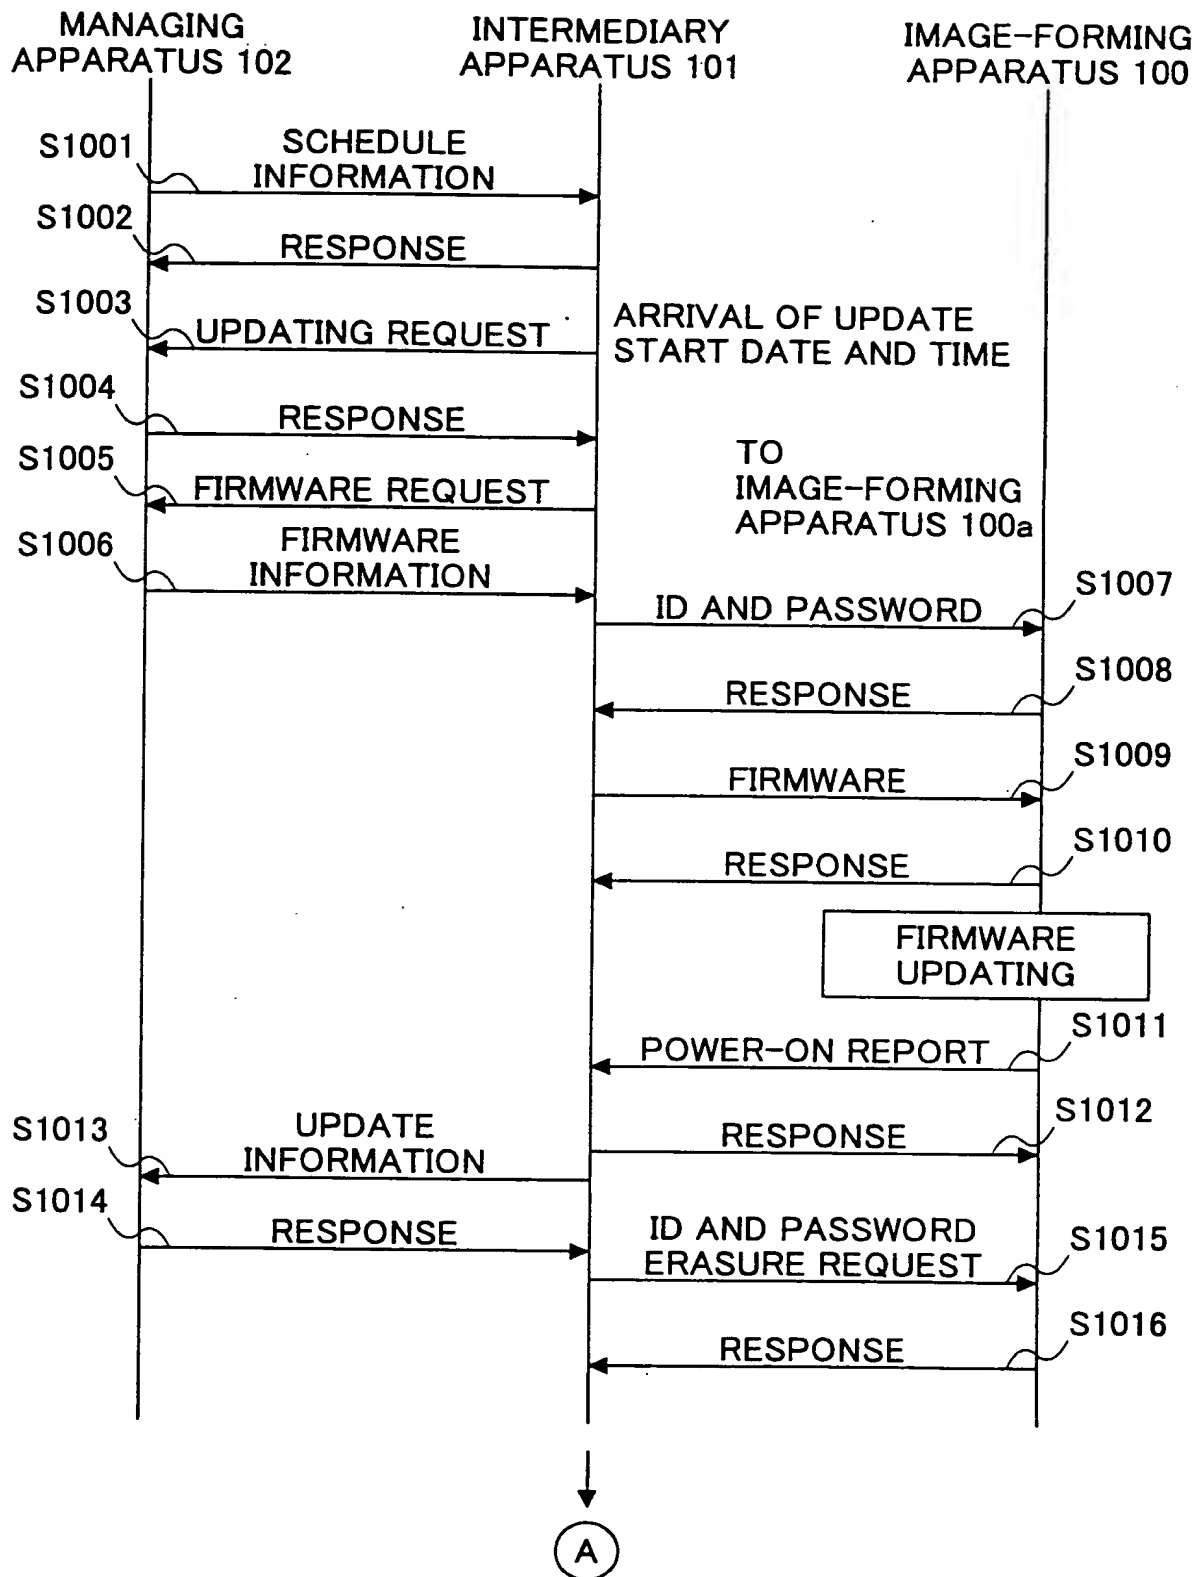 MANAGING
APPARATUS 102
INTERMEDIARY
APPARATUS 101
IMAGE-FORMING
APPARATUS 100
S1001
SCHEDULE
INFORMATION
S1002
RESPONSE
S1003
UPDATING REQUEST
ARRIVAL OF UPDATE
START DATE AND TIME
S1004
RESPONSE
S1005
FIRMWARE REQUEST
TO
IMAGE-FORMING
APPARATUS 100a
S1006
FIRMWARE
INFORMATION
ID AND PASSWORD
S1007
RESPONSE
S1008
FIRMWARE
S1009
RESPONSE
S1010
FIRMWARE
UPDATING
POWER-ON REPORT
S1011
S1013
UPDATE
INFORMATION
RESPONSE
S1012
S1014
RESPONSE
ID AND PASSWORD
ERASURE REQUEST
S1015
RESPONSE
S1016
A